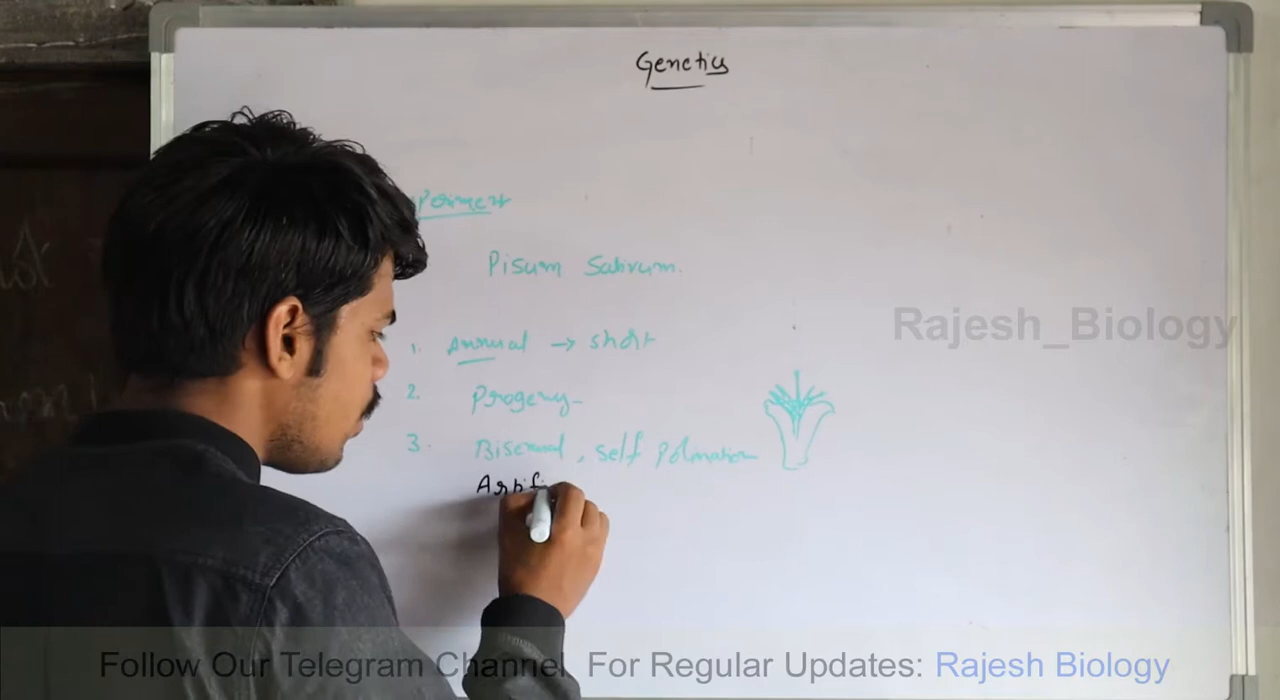 Genetics
periment
Pisum Sativum.
Rajesh_Biology
1. Annual → short
2. Progeny-
3. Bisexual, self Polination
Artif
Follow Our Telegram Channel For Regular Updates: Rajesh Biology